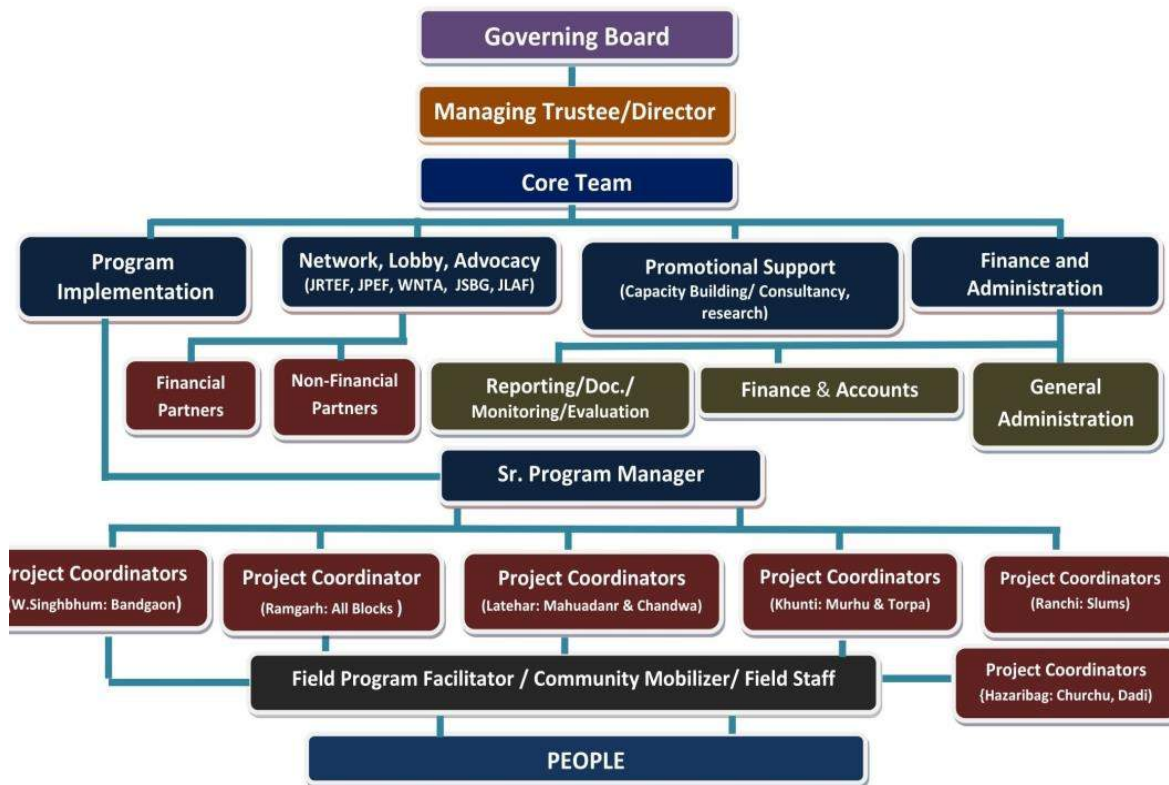 Governing Board
Managing Trustee/Director
Core Team
Program
Implementation
Network, Lobby, Advocacy
(JRTEF, JPEF, WNTA, JSBG, JLAF)
Promotional Support
(Capacity Building/ Consultancy,
research)
Finance and
Administration
Financial
Partners
Non-Financial
Partners
Reporting/Doc./
Monitoring/Evaluation
Finance & Accounts
General
Administration
Sr. Program Manager
Project Coordinators
(W.Singhbhum: Bandgaon)
Project Coordinator
(Ramgarh: All Blocks )
Project Coordinators
(Latehar: Mahuadanr & Chandwa)
Project Coordinators
(Khunti: Murhu & Torpa)
Project Coordinators
(Ranchi: Slums)
Field Program Facilitator / Community Mobilizer/ Field Staff
Project Coordinators
{Hazaribag: Churchu, Dadi)
PEOPLE